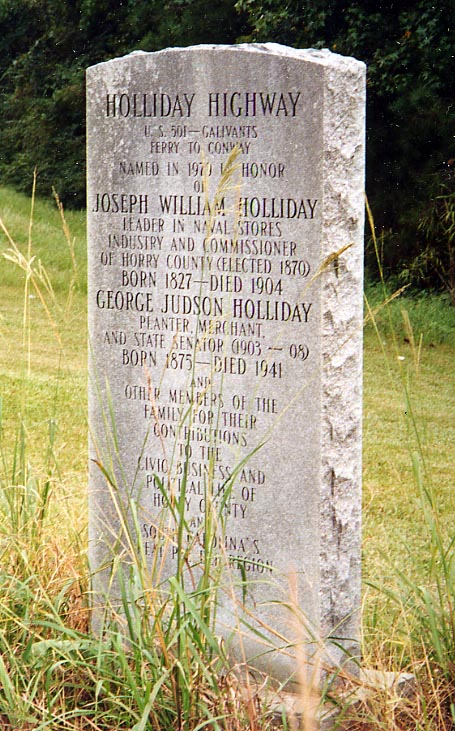 HOLLIDAY HIGHWAY
U.S. 501—GALIVANTS
FERRY TO CONWAY
NAMED IN 1970 IN HONOR
OF
JOSEPH WILLIAM HOLLIDAY
LEADER IN NAVAL STORES
INDUSTRY AND COMMISSIONER
OF HORRY COUNTY (ELECTED 1870)
BORN 1827—DIED 1904
GEORGE JUDSON HOLLIDAY
PLANTER, MERCHANT,
AND STATE SENATOR (1903—08)
BORN 1875—DIED 1941
AND
OTHER MEMBERS OF THE
FAMILY FOR THEIR
CONTRIBUTIONS
TO THE
CIVIC BUSINESS AND
POLITICAL LIFE OF
HORRY COUNTY
AND
SOUTH CAROLINA'S
REGION